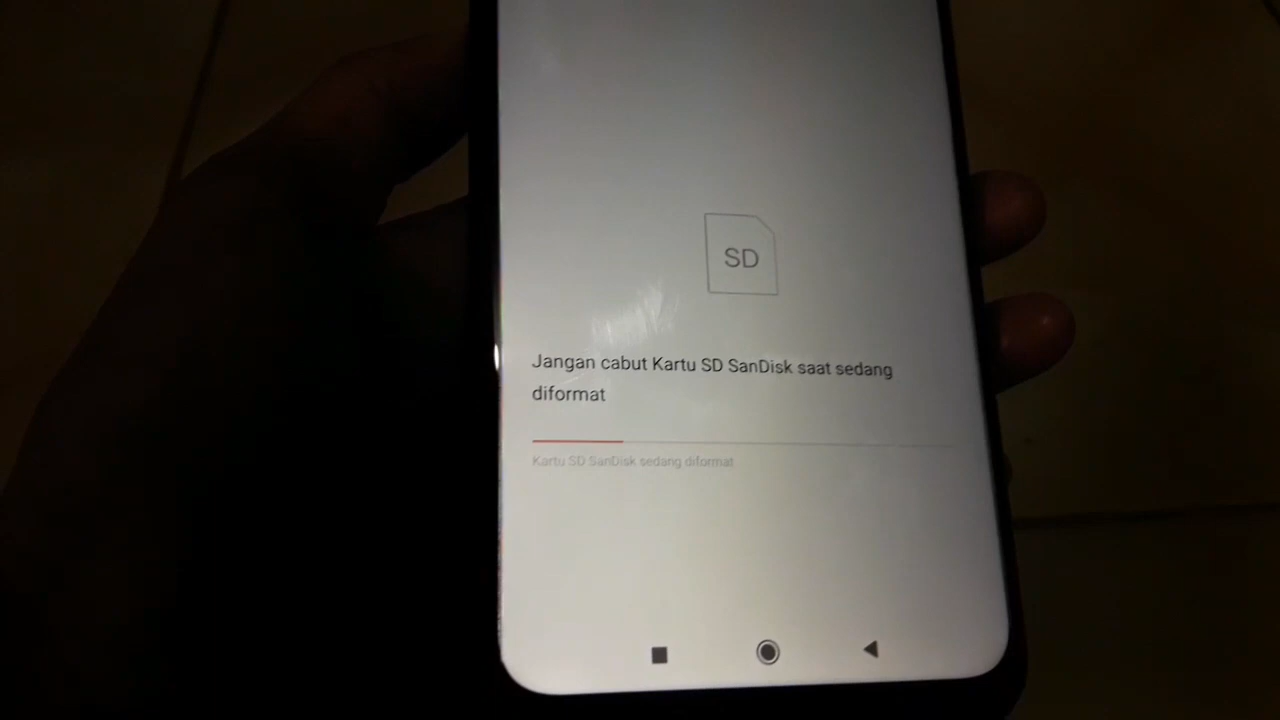 SD
Jangan cabut Kartu SD SanDisk saat sedang
diformat
Kartu SD SanDisk sedang diformat